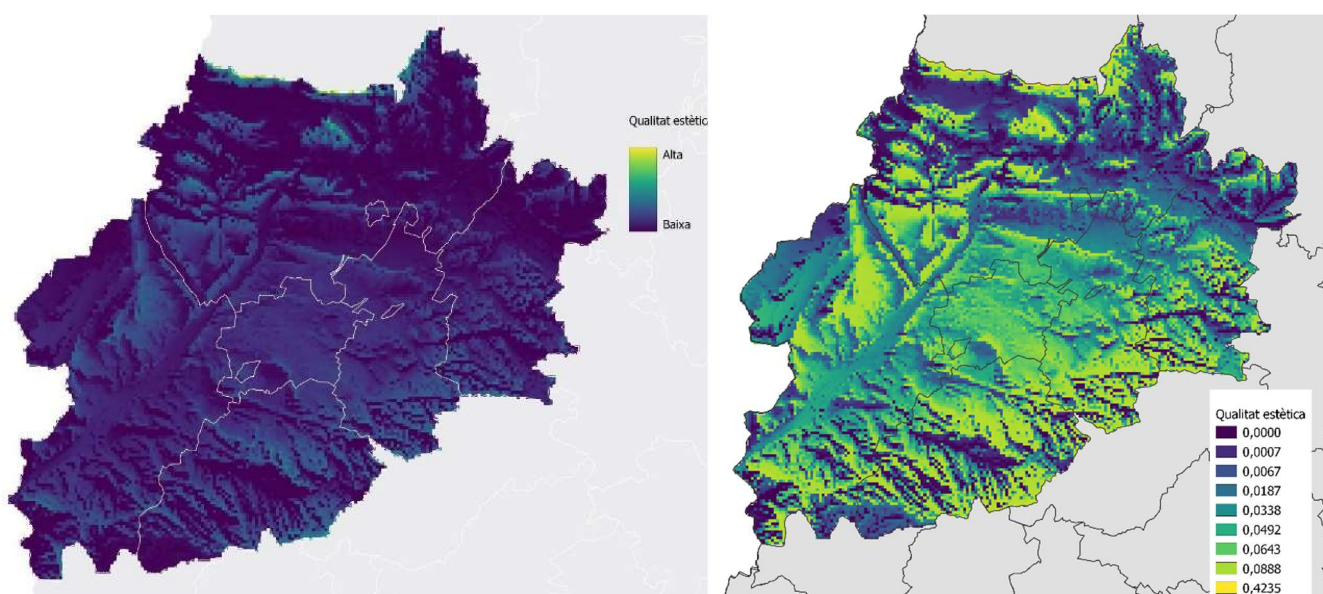 Qualitat estètica
Alta
Baixa
Qualitat estètica
0,0000
0,0007
0,0067
0,0187
0,0338
0,0492
0,0643
0,0888
0,4235